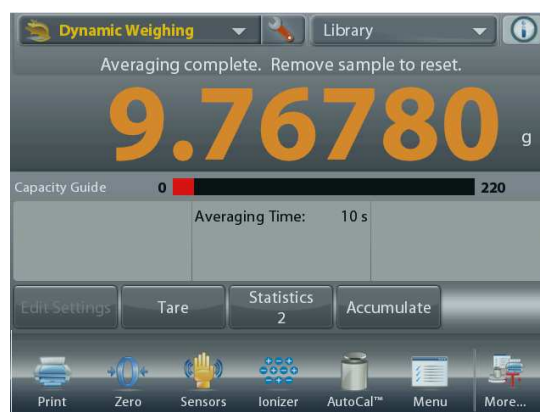 Dynamic Weighing Library
Averaging complete. Remove sample to reset.
9.76780 g
Capacity Guide 0 220
Averaging Time: 10 s
Edit Settings Tare Statistics 2 Accumulate
Print Zero Sensors Ionizer AutoCal™ Menu More...